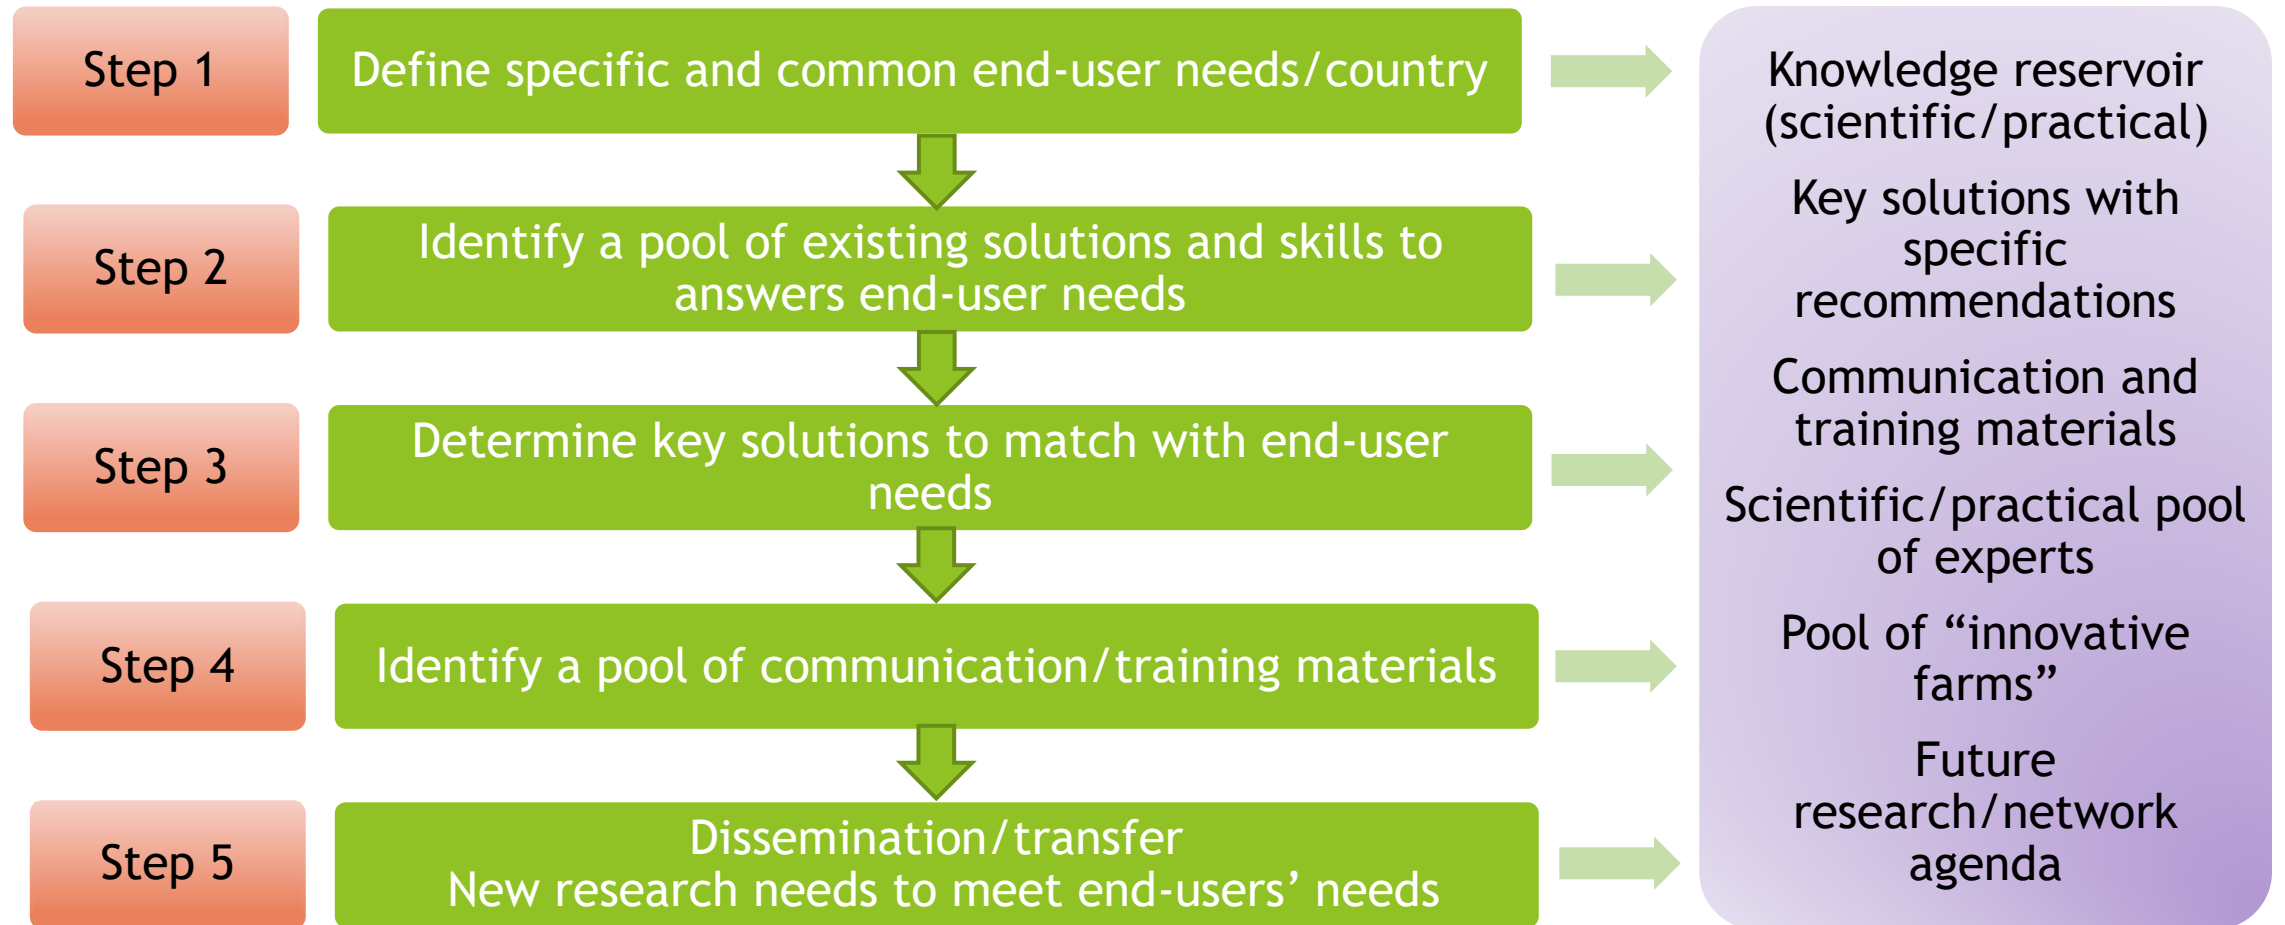 Step 1
Define specific and common end-user needs/country
Step 2
Identify a pool of existing solutions and skills to
answers end-user needs
Step 3
Determine key solutions to match with end-user
needs
Step 4
Identify a pool of communication/training materials
Step 5
Dissemination/transfer
New research needs to meet end-users’ needs
Knowledge reservoir
(scientific/practical)
Key solutions with
specific
recommendations
Communication and
training materials
Scientific/practical pool
of experts
Pool of “innovative
farms”
Future
research/network
agenda